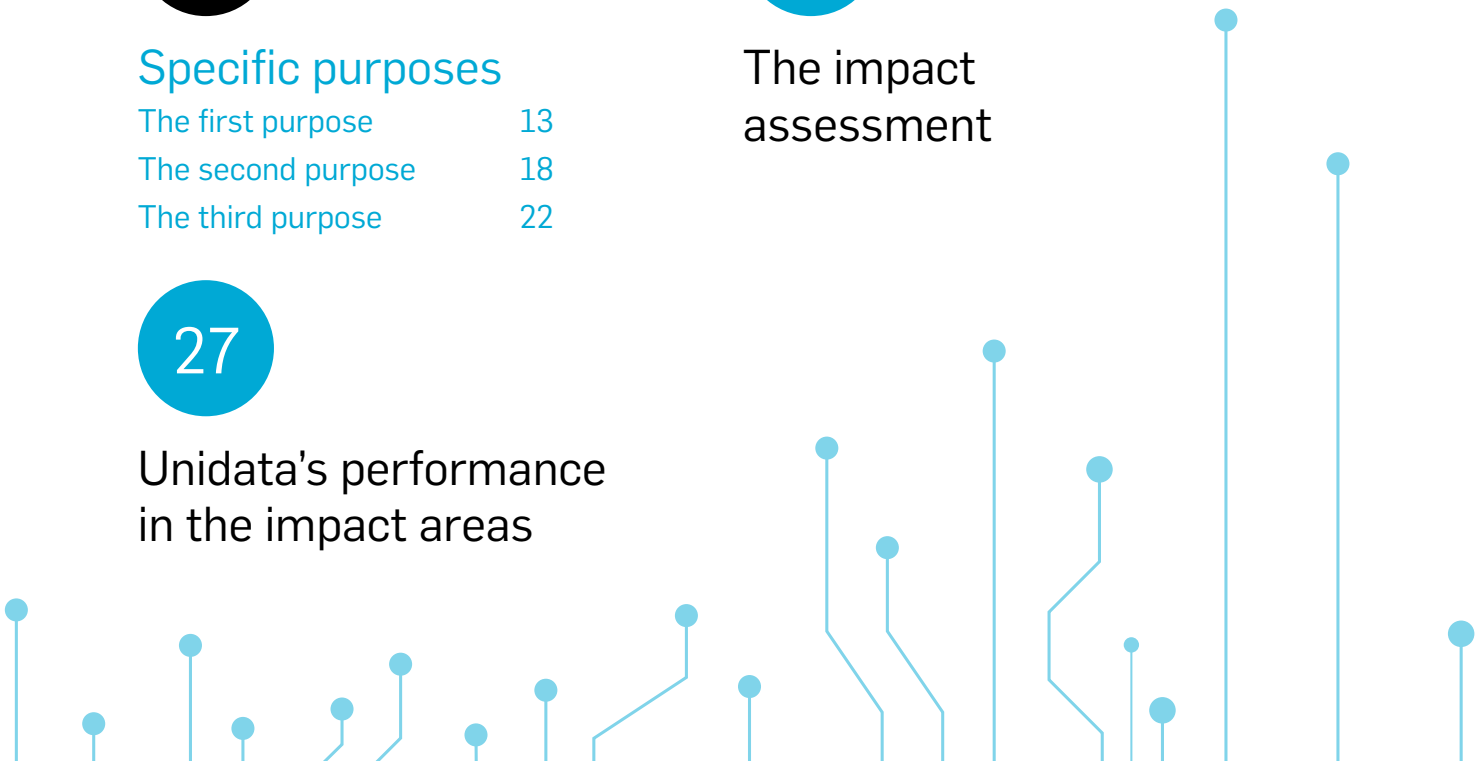 Specific purposes
The first purpose 13
The second purpose 18
The third purpose 22
The impact
assessment
27
Unidata’s performance
in the impact areas